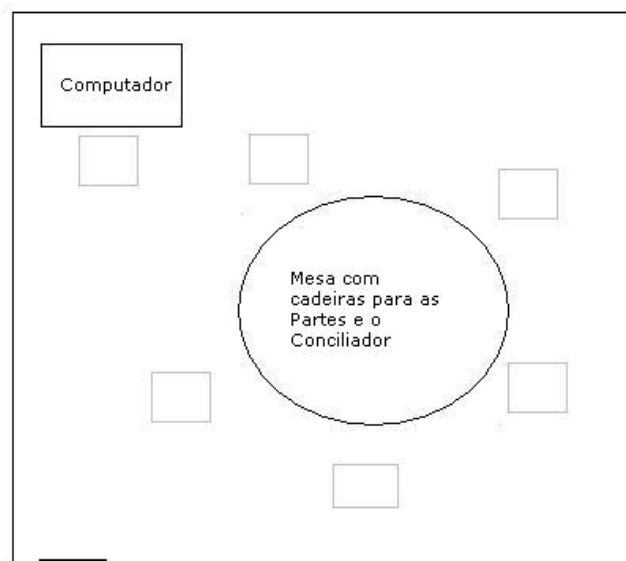 Computador
Mesa com
cadeiras para as
Partes e o
Conciliador